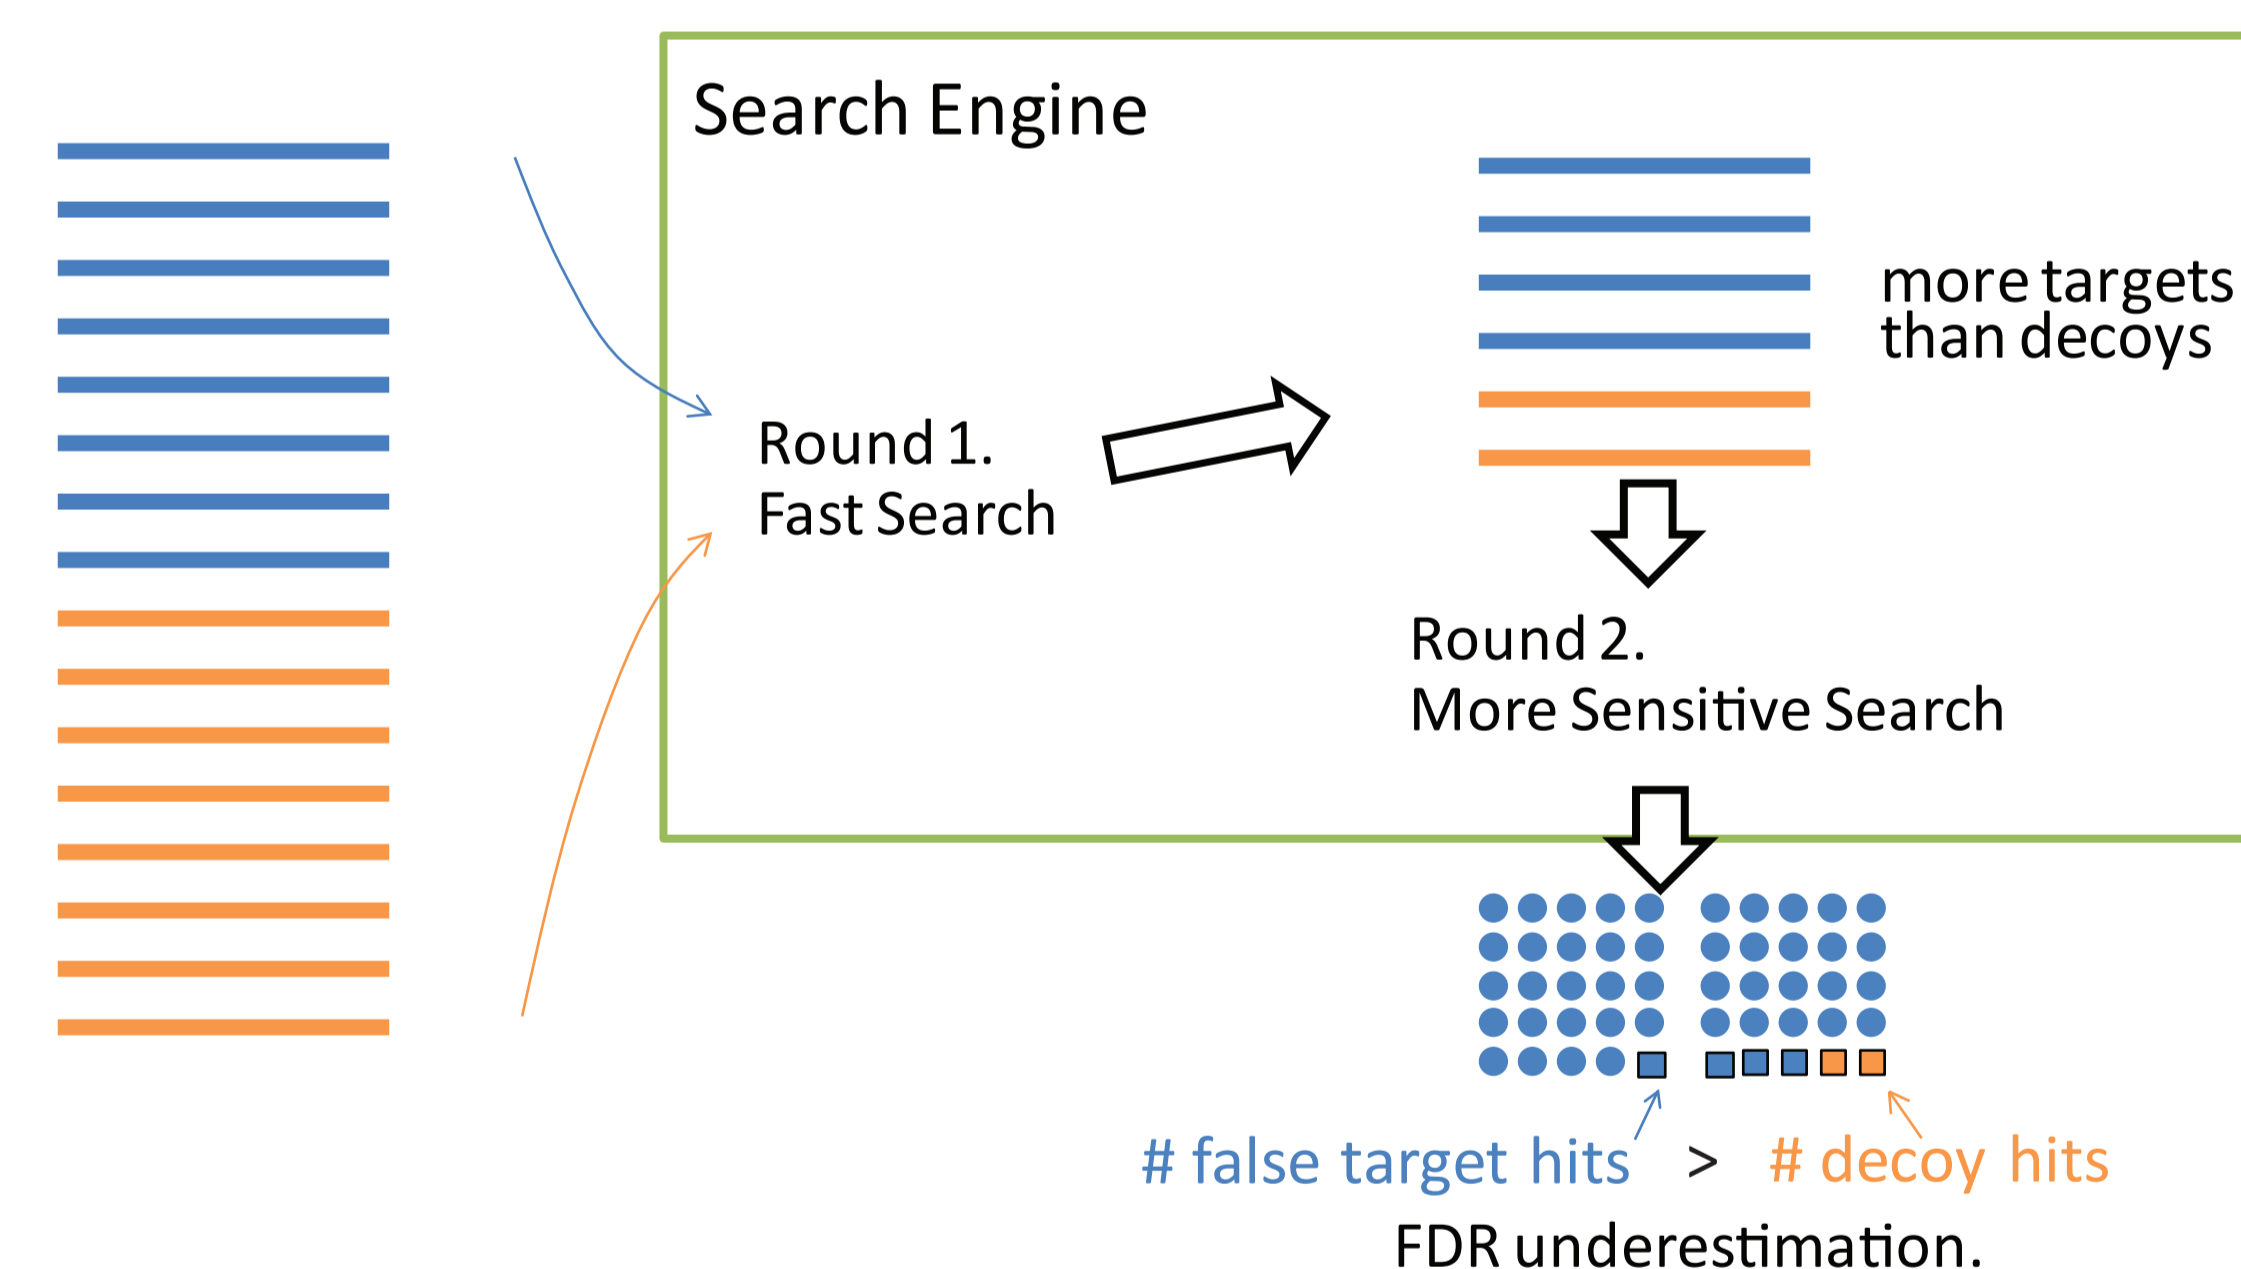 Search Engine
more targets
than decoys
Round 1.
Fast Search
Round 2.
More Sensitive Search
# false target hits > # decoy hits
FDR underestimation.